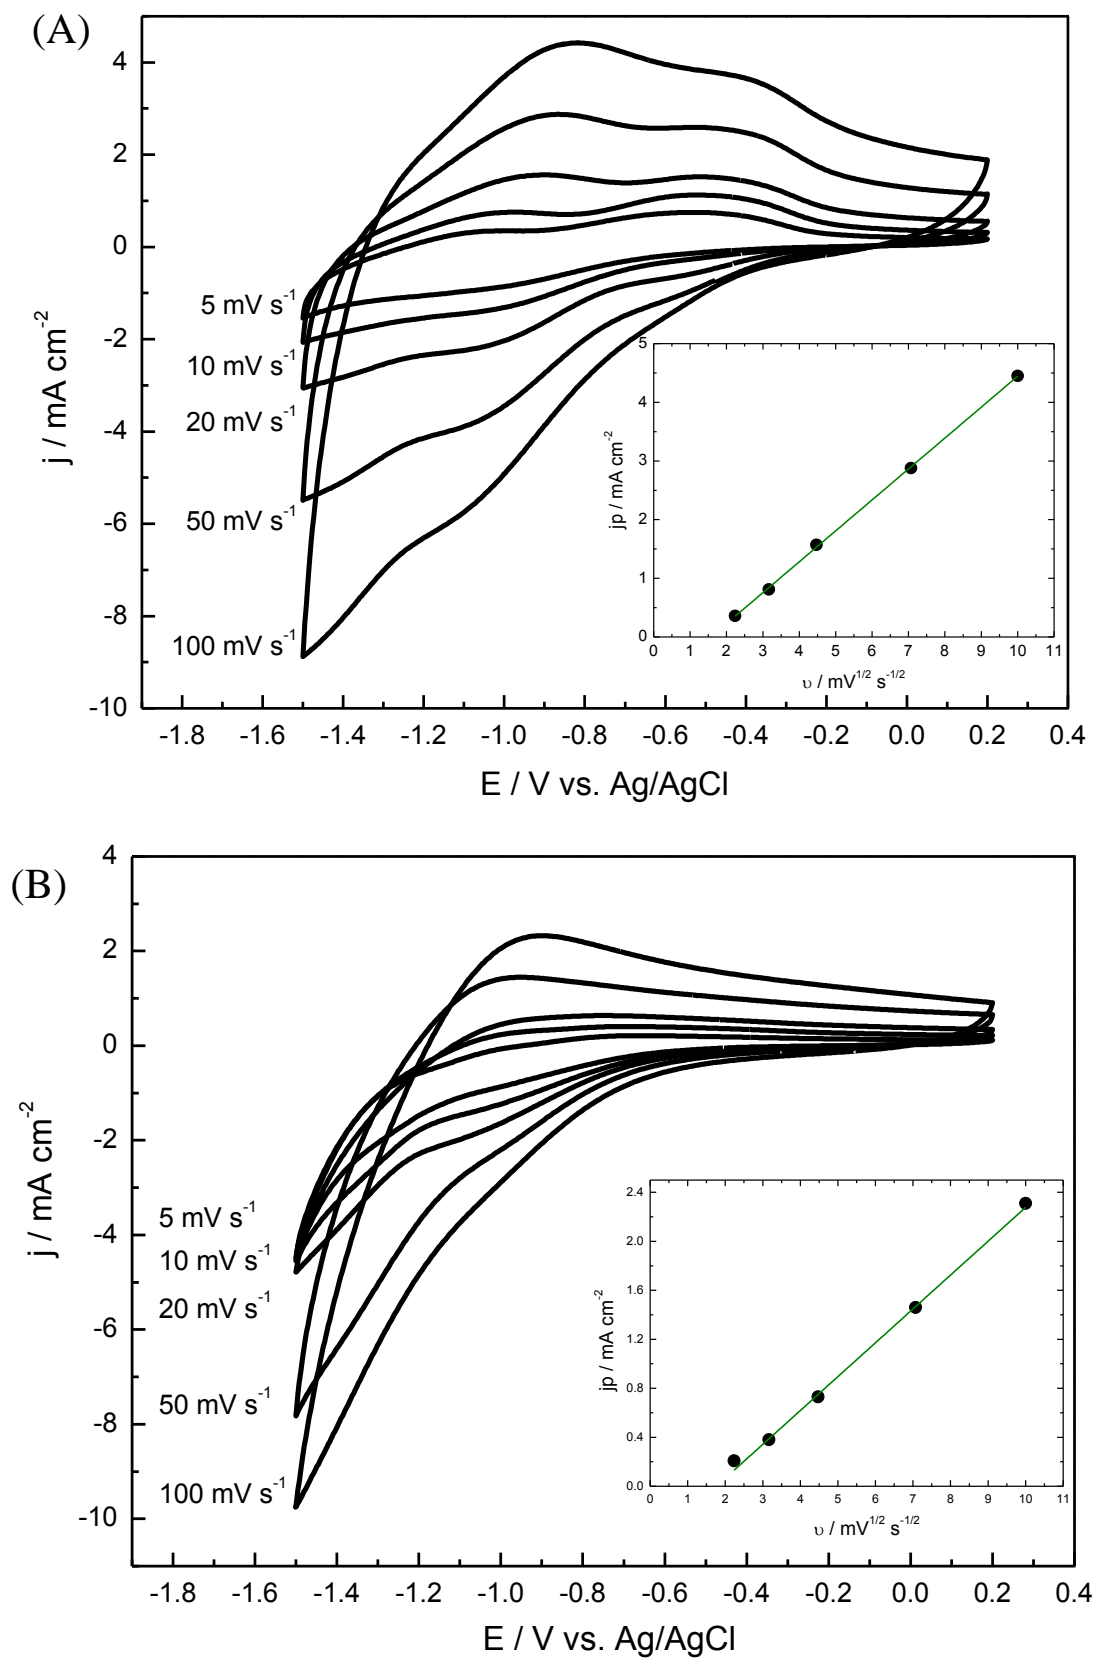 (A)
4
2
0
-2
-4
-6
-8
-10
j / mA cm-2
5 mV s-1
10 mV s-1
20 mV s-1
50 mV s-1
100 mV s-1
5
4
3
2
1
0
jp / mA cm-2
0 1 2 3 4 5 6 7 8 9 10 11
υ / mV1/2 s-1/2
-1.8 -1.6 -1.4 -1.2 -1.0 -0.8 -0.6 -0.4 -0.2 0.0 0.2 0.4
E / V vs. Ag/AgCl
(B)
4
2
0
-2
-4
-6
-8
-10
j / mA cm-2
5 mV s-1
10 mV s-1
20 mV s-1
50 mV s-1
100 mV s-1
2.4
2.0
1.6
1.2
0.8
0.4
0.0
jp / mA cm-2
0 1 2 3 4 5 6 7 8 9 10 11
υ / mV1/2 s-1/2
-1.8 -1.6 -1.4 -1.2 -1.0 -0.8 -0.6 -0.4 -0.2 0.0 0.2 0.4
E / V vs. Ag/AgCl